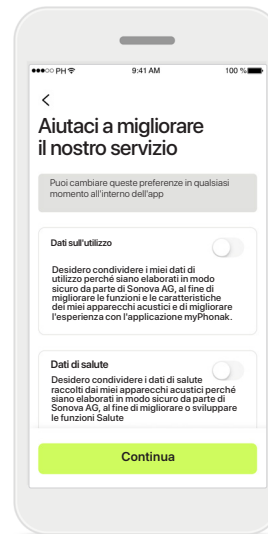 PH 9:41 AM 100 %
Aiutaci a migliorare
il nostro servizio
Puoi cambiare queste preferenze in qualsiasi
momento all'interno dell'app
Dati sull'utilizzo
Desidero condividere i miei dati di
utilizzo perché siano elaborati in modo
sicuro da parte di Sonova AG, al fine di
migliorare le funzioni e le caratteristiche
dei miei apparecchi acustici e di migliorare
l'esperienza con l'applicazione myPhonak.
Dati di salute
Desidero condividere i dati di salute
raccolti dai miei apparecchi acustici perché
siano elaborati in modo sicuro da parte di
Sonova AG, al fine di migliorare o sviluppare
le funzioni Salute
Continua